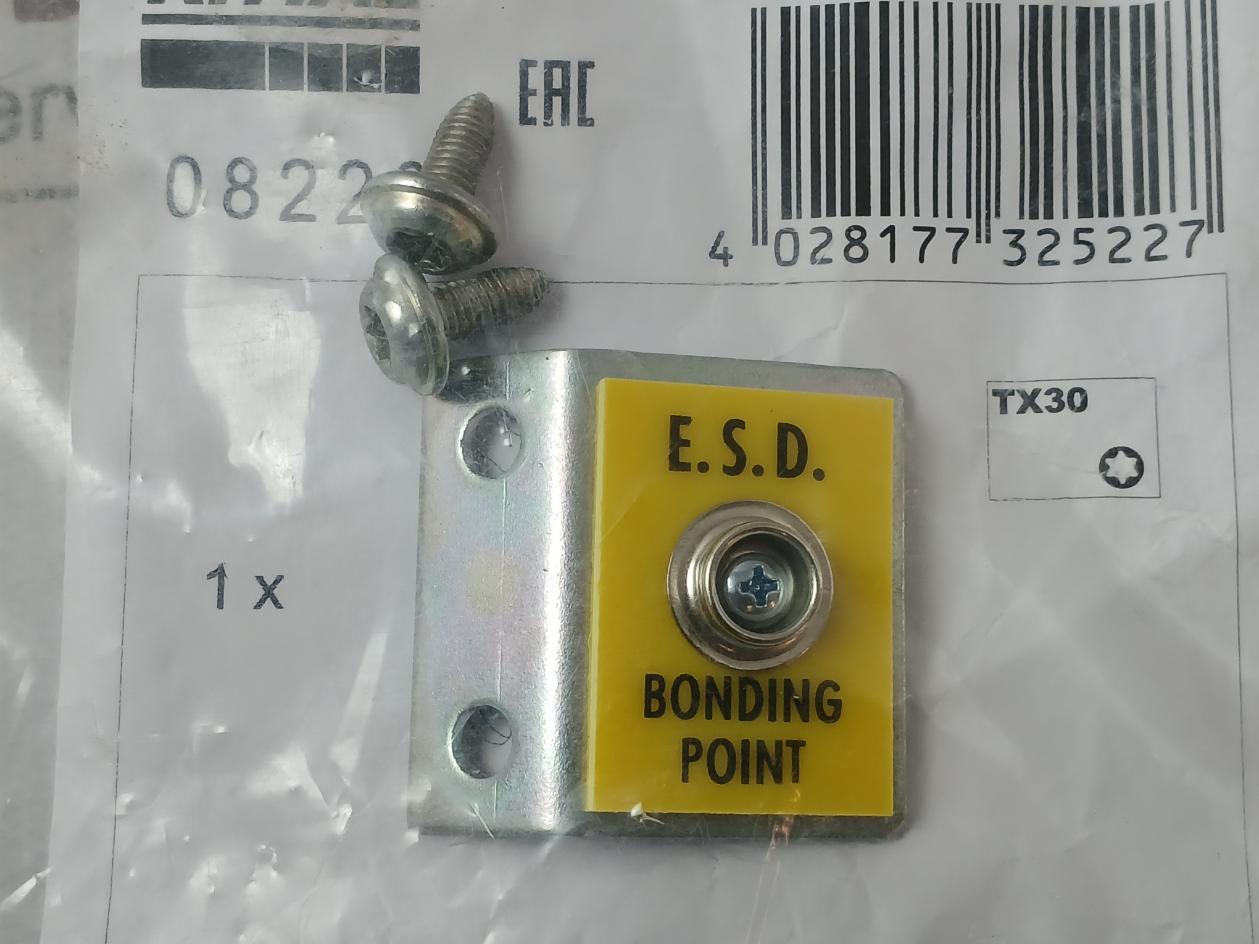 EAC
0822
4 028177 325227
TX30
E.S.D.
1 x
BONDING
POINT